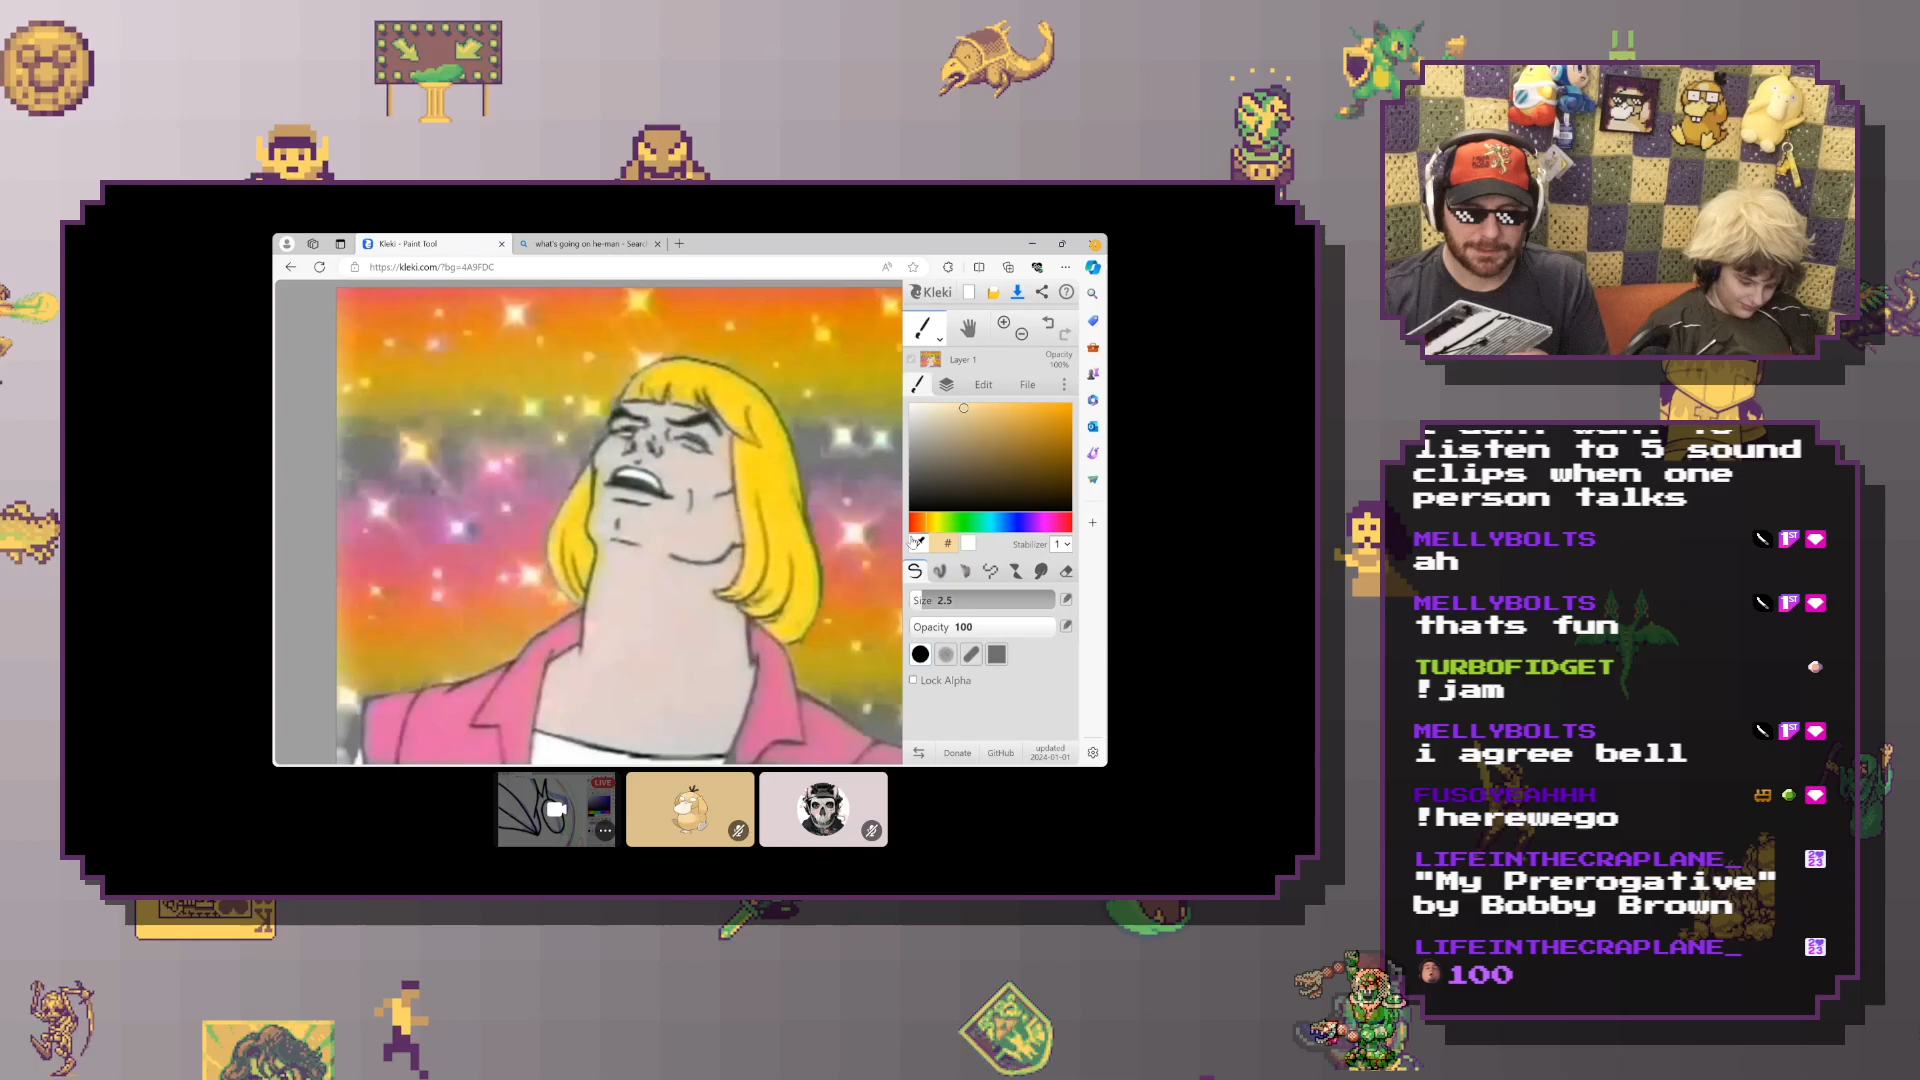 Kleki - Paint Tool
what's going on he-man - Sear
https://kleki.com/?bg=4A9FDC
Kleki
Layer 1
Opacity
100%
Edit
File
#
Stabilizer 1
Size 2.5
Opacity 100
Lock Alpha
Donate
GitHub
updated
2024-01-01
LIVE
listen to 5 sound
clips when one
person talks
MELLYBOLTS
ah
MELLYBOLTS
thats fun
TURBOFIDGET
!jam
MELLYBOLTS
i agree bell
FUSOYEAHHH
!herewego
LIFEINTHECRAPLANE_
"My Prerogative"
by Bobby Brown
LIFEINTHECRAPLANE_
100